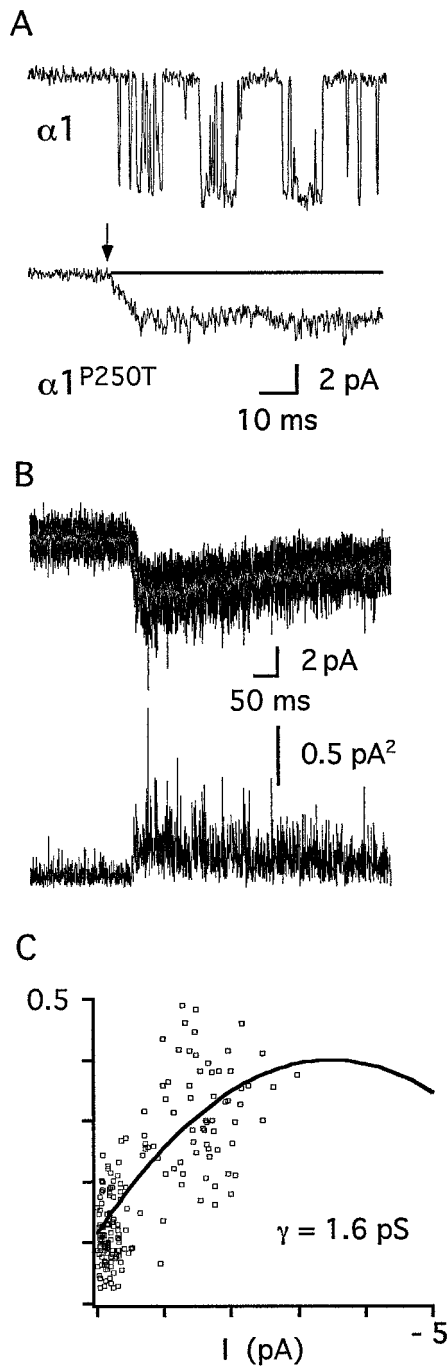 A
α1
α1P250T
2 pA
10 ms
B
2 pA
50 ms
0.5 pA²
C
0.5
γ = 1.6 pS
- 5
I (pA)